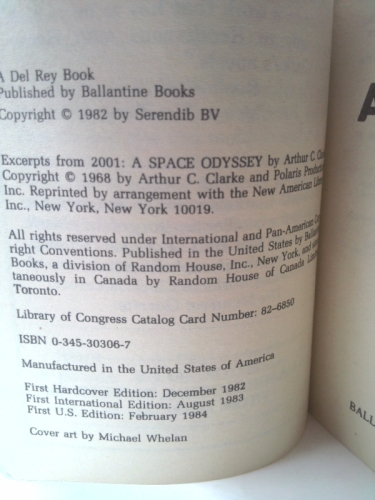 A Del Rey Book
Published by Ballantine Books
Copyright © 1982 by Serendib BV
Excerpts from 2001: A SPACE ODYSSEY by Arthur C.
Copyright © 1968 by Arthur C. Clarke and Polaris
Inc. Reprinted by arrangement with the New American
Inc., New York, New York 10019.
All rights reserved under International and Pan-American
right Conventions. Published in the United States by
Books, a division of Random House, Inc., New York, and
taneously in Canada by Random House of Canada
Toronto.
Library of Congress Catalog Card Number: 82-6850
ISBN 0-345-30306-7
Manufactured in the United States of America
First Hardcover Edition: December 1982
First International Edition: August 1983
First U.S. Edition: February 1984
Cover art by Michael Whelan
A
BALL